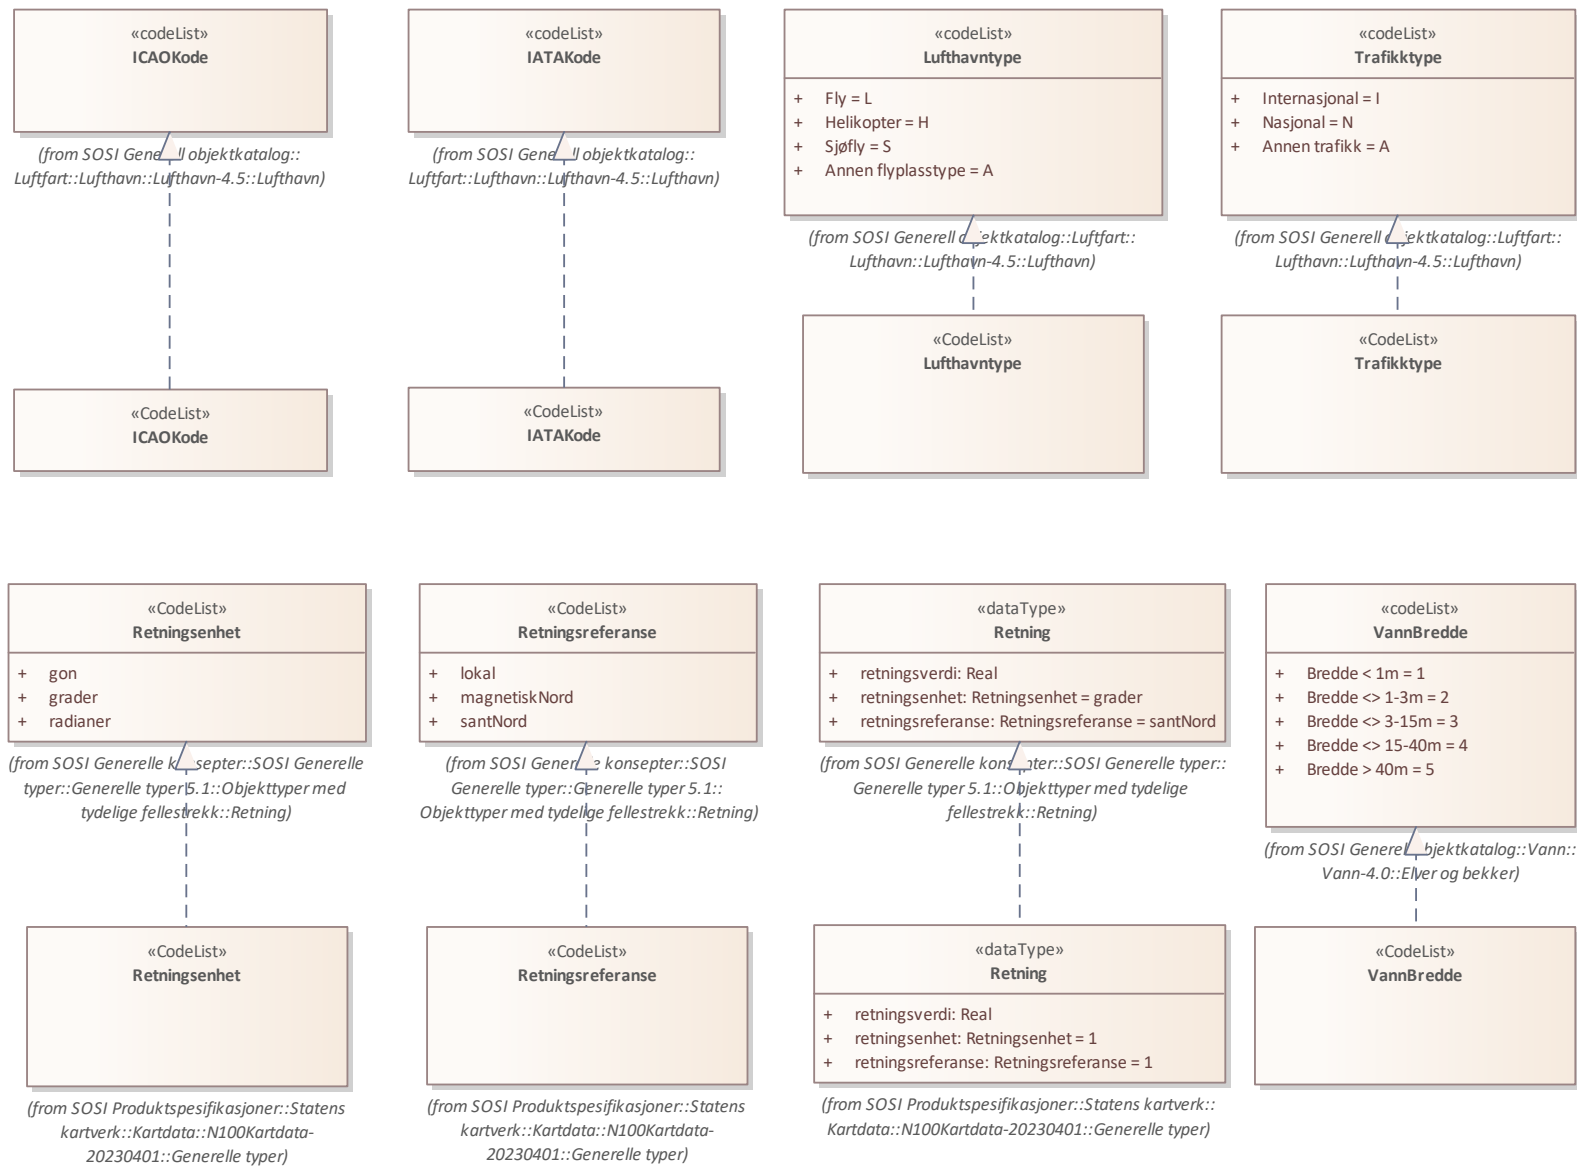 «codeList»
ICAOKode
(from SOSI Generell objektkatalog::
Luftfart::Lufthavn::Lufthavn-4.5::Lufthavn)
«CodeList»
ICAOKode
«codeList»
IATAKode
(from SOSI Generell objektkatalog::
Luftfart::Lufthavn::Lufthavn-4.5::Lufthavn)
«CodeList»
IATAKode
«codeList»
Lufthavntype
+ Fly = L
+ Helikopter = H
+ Sjøfly = S
+ Annen flyplasstype = A
(from SOSI Generell objektkatalog::Luftfart::
Lufthavn::Lufthavn-4.5::Lufthavn)
«CodeList»
Lufthavntype
«codeList»
Trafikktype
+ Internasjonal = I
+ Nasjonal = N
+ Annen trafikk = A
(from SOSI Generell objektkatalog::Luftfart::
Lufthavn::Lufthavn-4.5::Lufthavn)
«CodeList»
Trafikktype
«CodeList»
Retningsenhet
+ gon
+ grader
+ radianer
(from SOSI Generelle konsepter::SOSI Generelle
typer::Generelle typer 5.1::Objekttyper med
tydelige fellestrekk::Retning)
«CodeList»
Retningsenhet
(from SOSI Produktspesifikasjoner::Statens
kartverk::Kartdata::N100Kartdata-
20230401::Generelle typer)
«CodeList»
Retningsreferanse
+ lokal
+ magnetiskNord
+ santNord
(from SOSI Generelle konsepter::SOSI
Generelle typer::Generelle typer 5.1::
Objekttyper med tydelige fellestrekk::Retning)
«CodeList»
Retningsreferanse
(from SOSI Produktspesifikasjoner::Statens
kartverk::Kartdata::N100Kartdata-
20230401::Generelle typer)
«dataType»
Retning
+ retningsverdi: Real
+ retningsenhet: Retningsenhet = grader
+ retningsreferanse: Retningsreferanse = santNord
(from SOSI Generelle konsepter::SOSI Generelle typer::
Generelle typer 5.1::Objekttyper med tydelige
fellestrekk::Retning)
«dataType»
Retning
+ retningsverdi: Real
+ retningsenhet: Retningsenhet = 1
+ retningsreferanse: Retningsreferanse = 1
(from SOSI Produktspesifikasjoner::Statens kartverk::
Kartdata::N100Kartdata-20230401::Generelle typer)
«codeList»
VannBredde
+ Bredde < 1m = 1
+ Bredde <> 1-3m = 2
+ Bredde <> 3-15m = 3
+ Bredde <> 15-40m = 4
+ Bredde > 40m = 5
(from SOSI Generell objektkatalog::Vann::
Vann-4.0::Elver og bekker)
«CodeList»
VannBredde